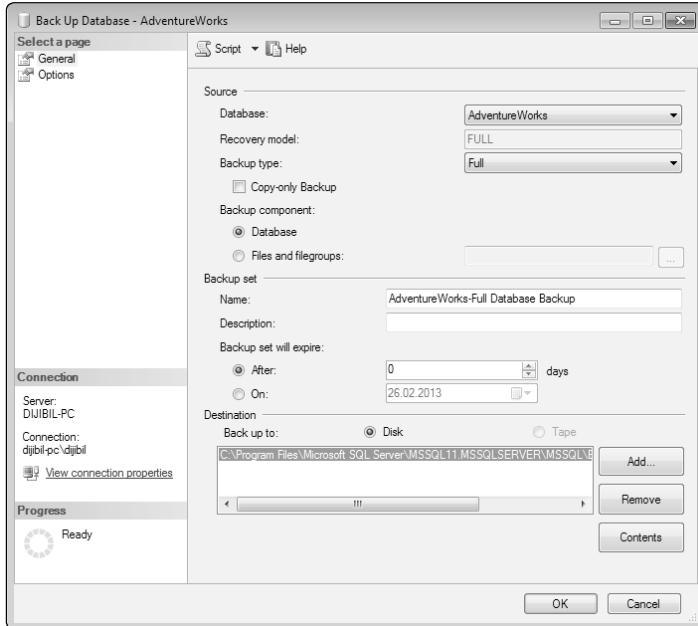 Back Up Database - AdventureWorks
Select a page
General
Options
Script Help
Source
Database: AdventureWorks
Recovery model: FULL
Backup type: Full
Copy-only Backup
Backup component:
Database
Files and filegroups: ...
Backup set
Name: AdventureWorks-Full Database Backup
Description:
Backup set will expire:
After: 0 days
On: 26.02.2013
Destination
Back up to: Disk Tape
C:\Program Files\Microsoft SQL Server\MSSQL11.MSSQLSERVER\MSSQL\
Add...
Remove
Contents
Connection
Server:
DIJIBIL-PC
Connection:
dijibil-pc\dijibil
View connection properties
Progress
Ready
OK Cancel